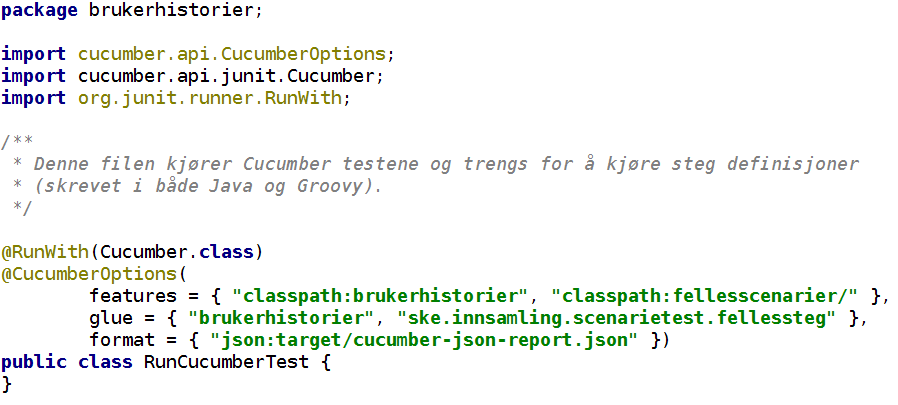 package brukerhistorier;
import cucumber.api.CucumberOptions;
import cucumber.api.junit.Cucumber;
import org.junit.runner.RunWith;
/**
 * Denne filen kjører Cucumber testene og trengs for å kjøre steg definisjoner
 * (skrevet i både Java og Groovy).
 */
@RunWith(Cucumber.class)
@CucumberOptions(
        features = { "classpath:brukerhistorier", "classpath:fellesscenarier/" },
        glue = { "brukerhistorier", "ske.innsamling.scenarietest.fellessteg" },
        format = { "json:target/cucumber-json-report.json" })
public class RunCucumberTest {
}